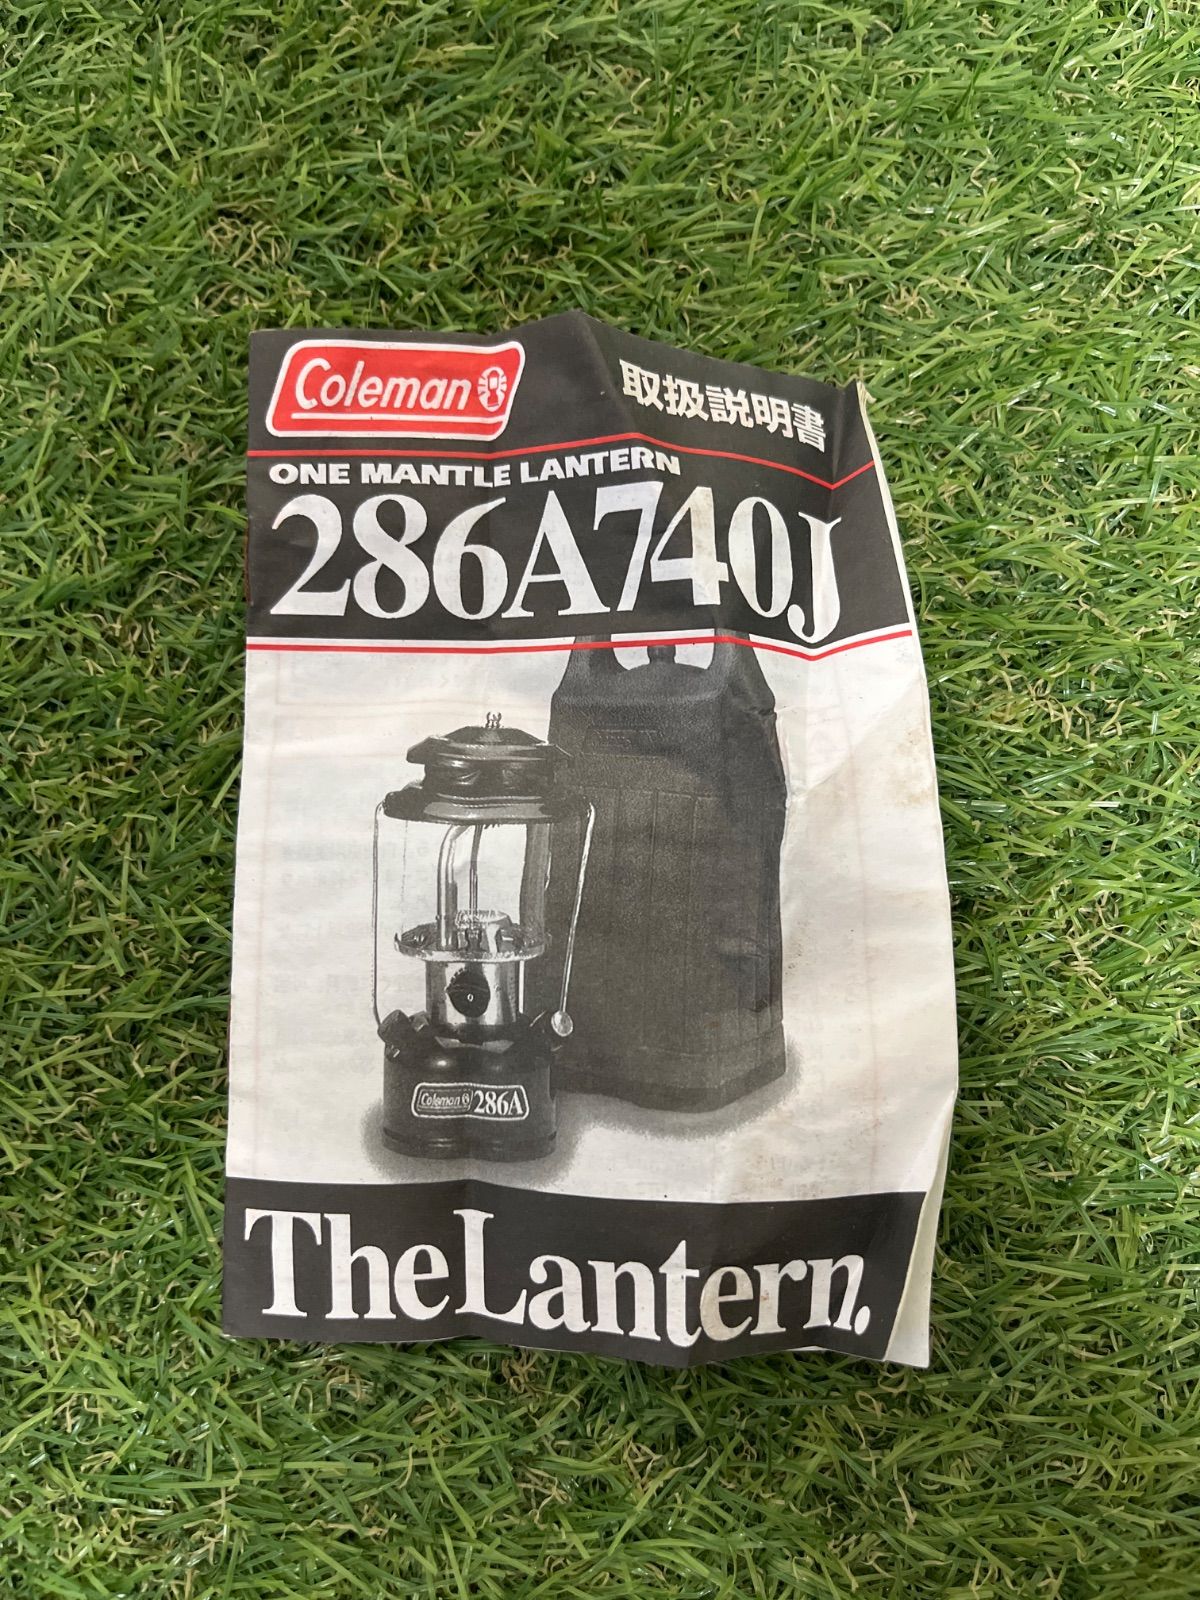 Coleman
取扱説明書
ONE MANTLE LANTERN
286A740J
Coleman 286A
The Lantern.